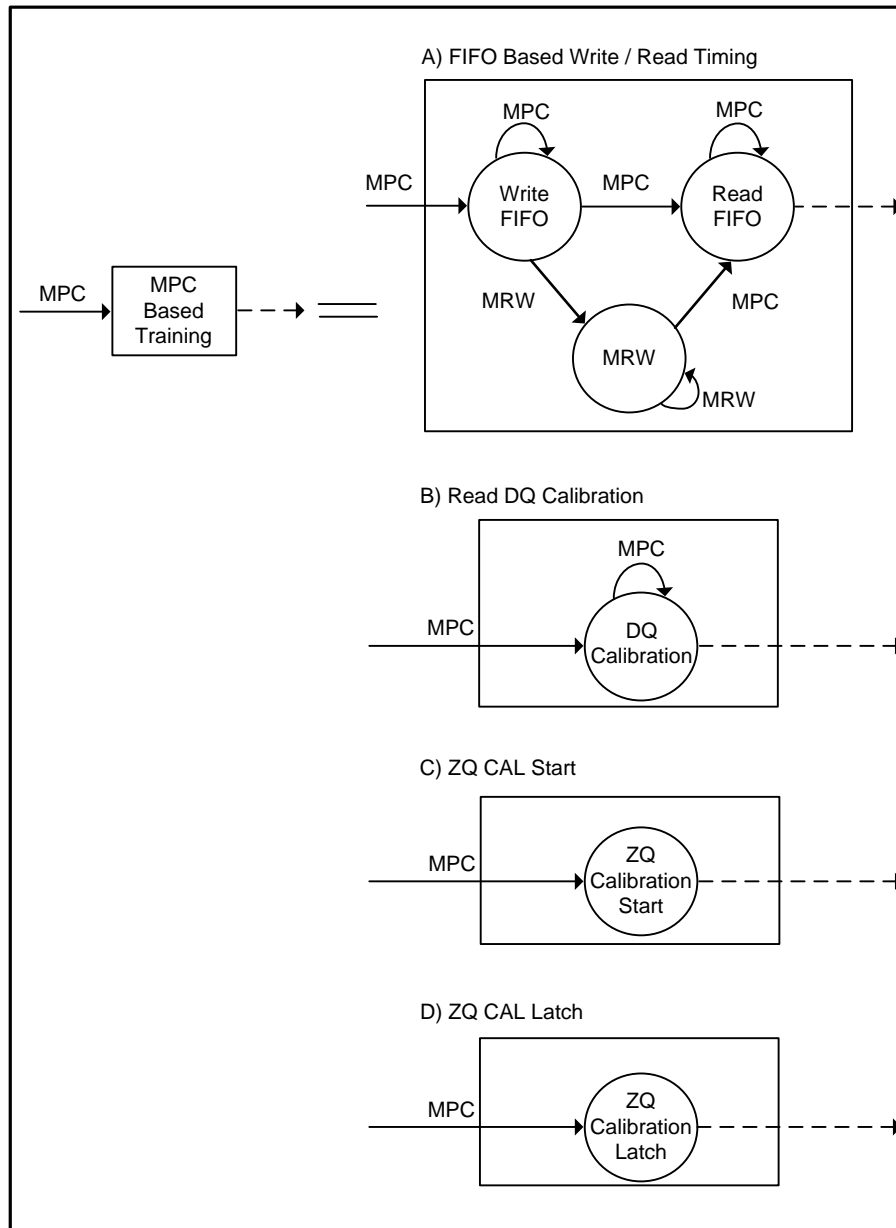 A) FIFO Based Write / Read Timing
MPC
MPC
MPC
Write
FIFO
MPC
Read
FIFO
MPC
MPC
Based
Training
MRW
MPC
MRW
MRW
B) Read DQ Calibration
MPC
MPC
DQ
Calibration
C) ZQ CAL Start
MPC
ZQ
Calibration
Start
D) ZQ CAL Latch
MPC
ZQ
Calibration
Latch